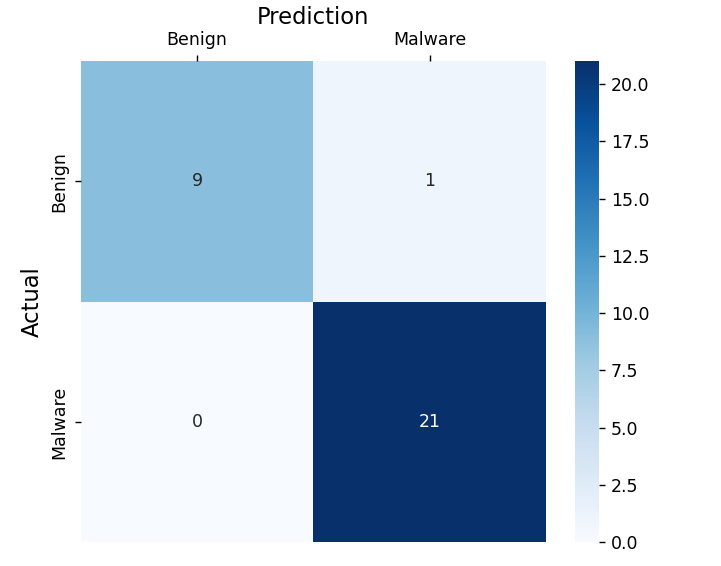 Prediction
Benign Malware
Benign
9 1
Actual
Malware
0 21
20.0
17.5
15.0
12.5
10.0
7.5
5.0
2.5
0.0